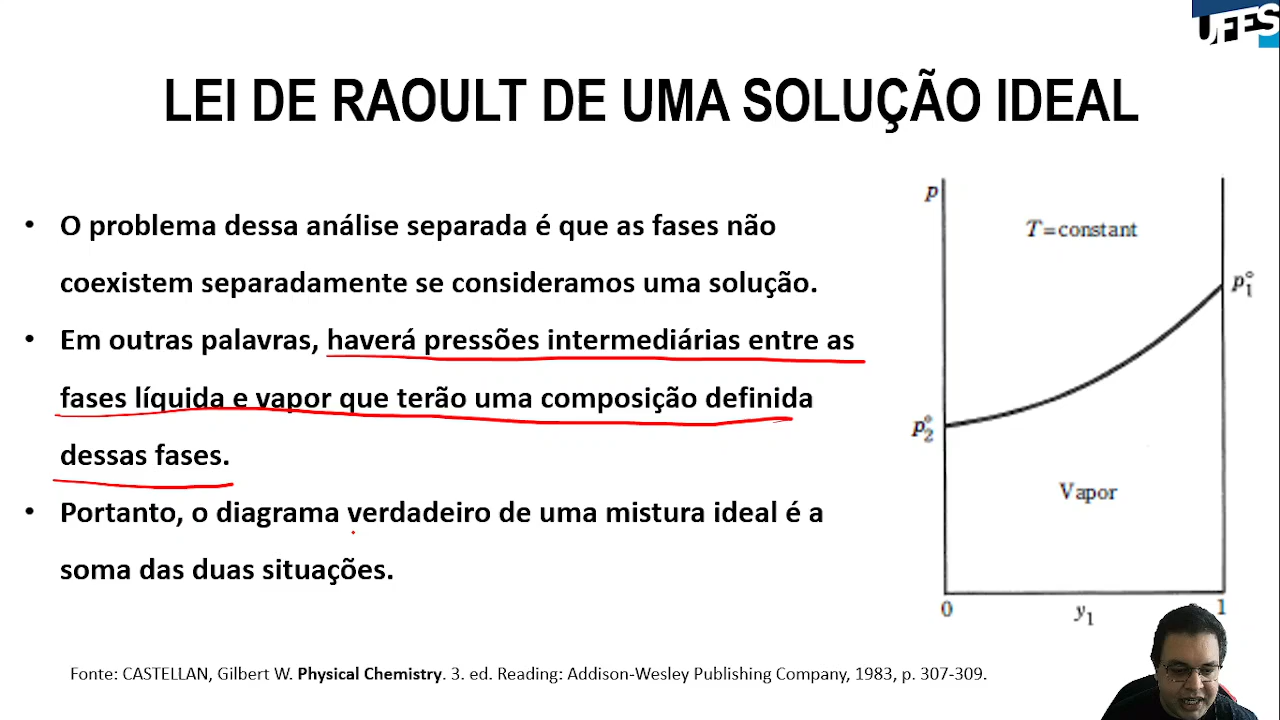 UFES
LEI DE RAOULT DE UMA SOLUÇÃO IDEAL
• O problema dessa análise separada é que as fases não
coexistem separadamente se consideramos uma solução.
• Em outras palavras, haverá pressões intermediárias entre as
fases líquida e vapor que terão uma composição definida
dessas fases.
• Portanto, o diagrama verdadeiro de uma mistura ideal é a
soma das duas situações.
p
T=constant
p₁°
p₂°
Vapor
0
y₁
1
Fonte: CASTELLAN, Gilbert W. Physical Chemistry. 3. ed. Reading: Addison-Wesley Publishing Company, 1983, p. 307-309.